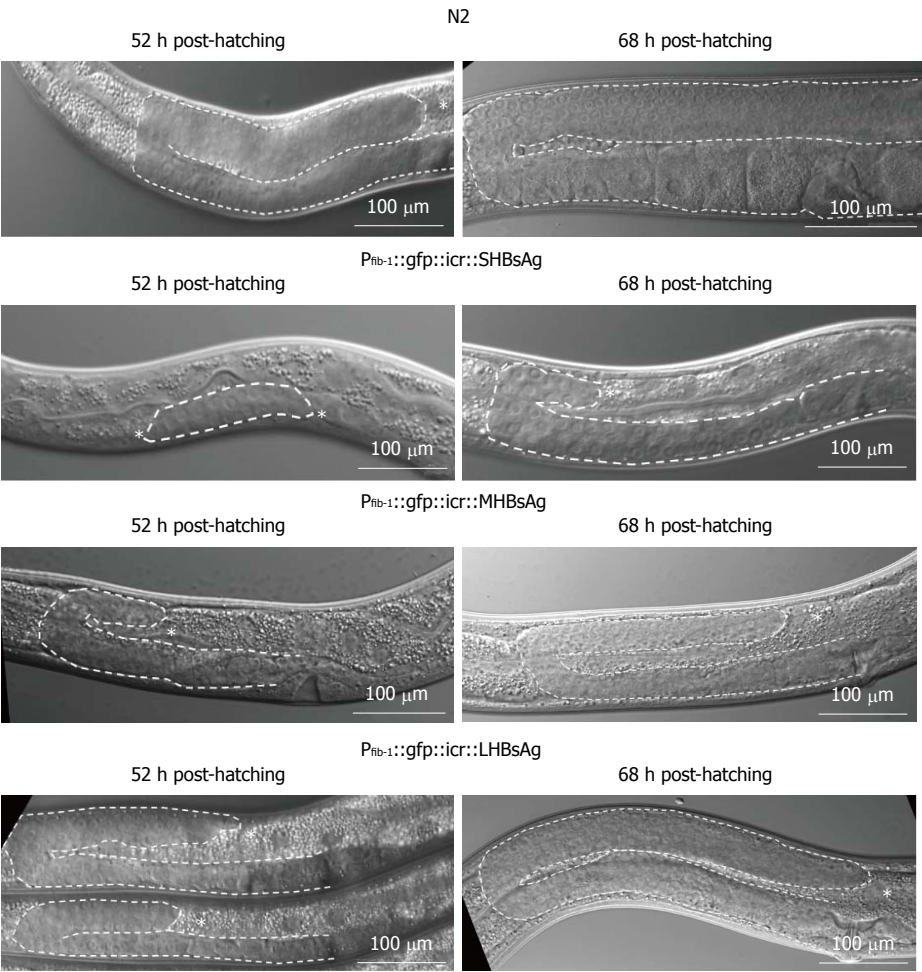 N2
52 h post-hatching 68 h post-hatching
*
100 μm 100 μm
Pfib-1::gfp::icr::SHBsAg
52 h post-hatching 68 h post-hatching
* * *
100 μm 100 μm
Pfib-1::gfp::icr::MHBsAg
52 h post-hatching 68 h post-hatching
* *
100 μm 100 μm
Pfib-1::gfp::icr::LHBsAg
52 h post-hatching 68 h post-hatching
* * *
100 μm 100 μm